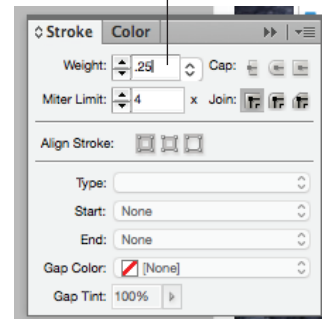 Stroke Color
Weight: .25 Cap:
Miter Limit: 4 x Join:
Align Stroke:
Type:
Start: None
End: None
Gap Color: [None]
Gap Tint: 100%